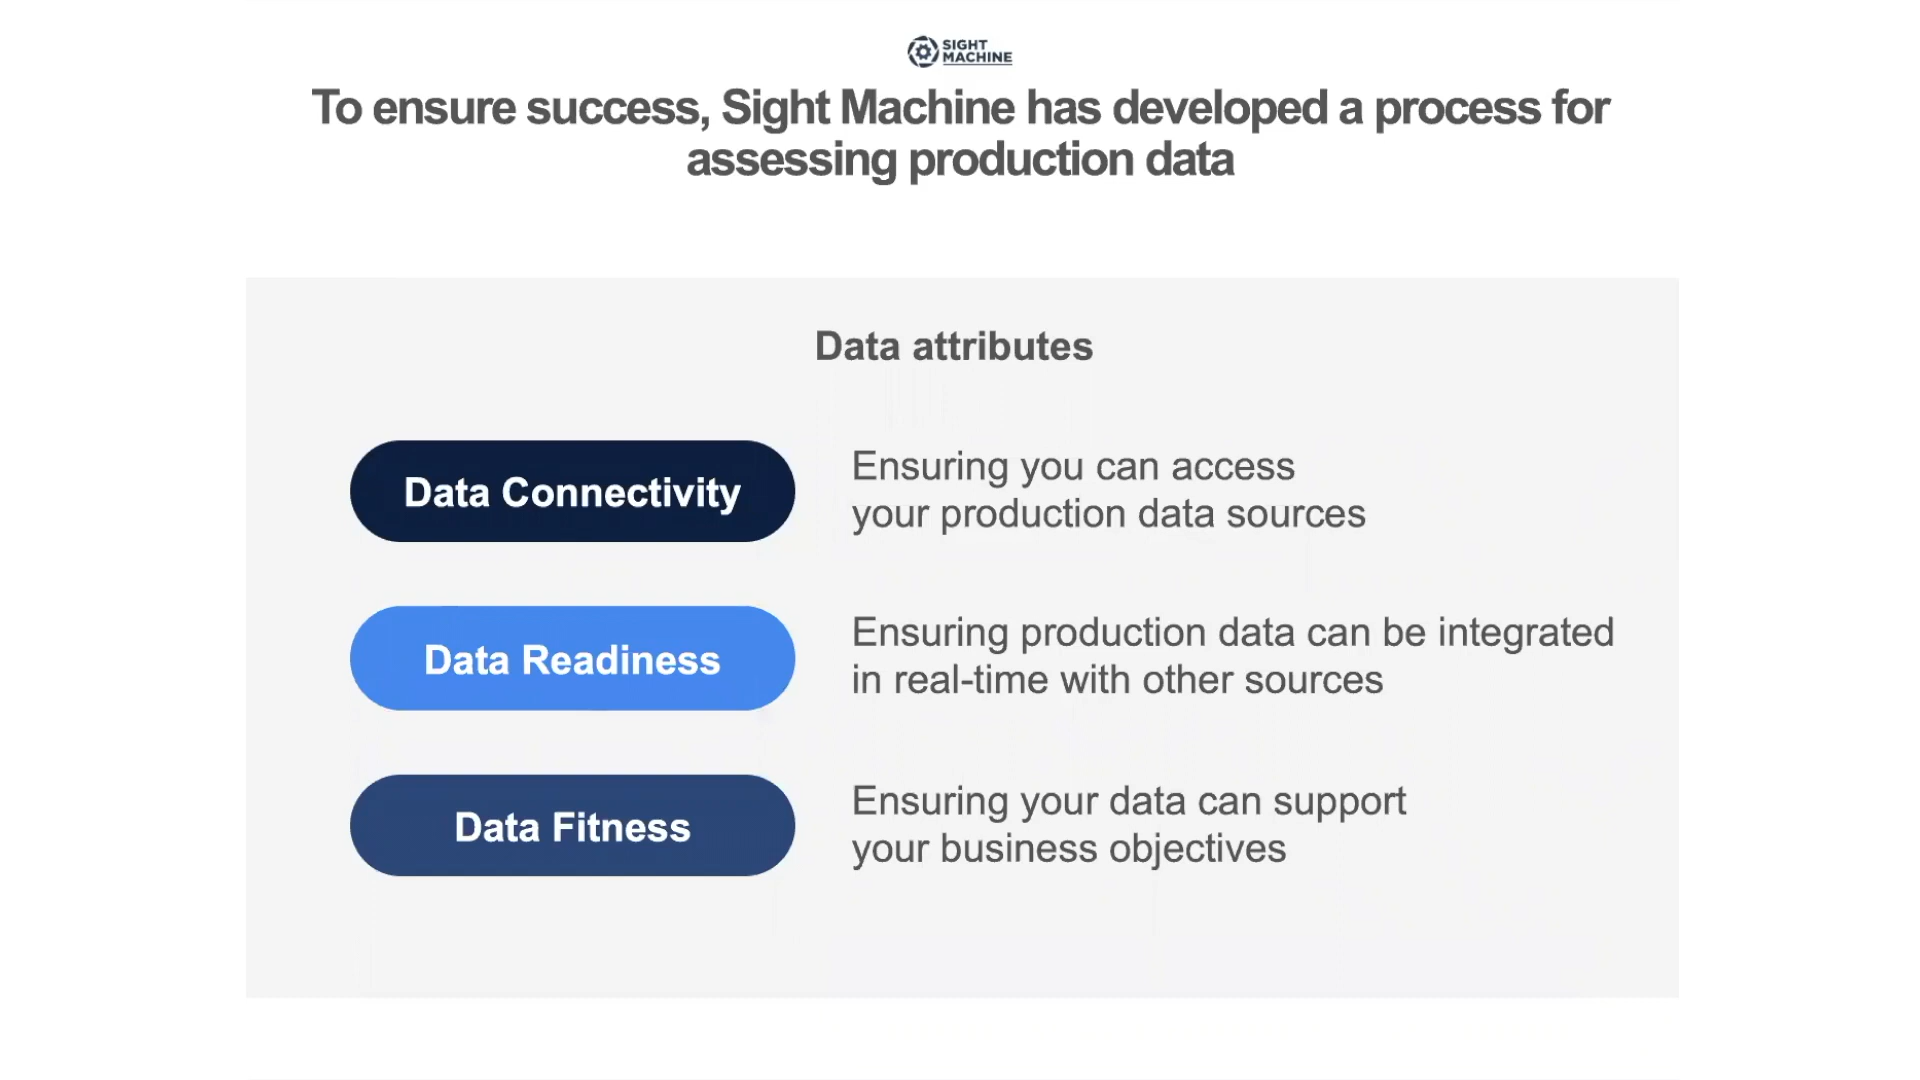 SIGHT
MACHINE
To ensure success, Sight Machine has developed a process for
assessing production data
Data attributes
Data Connectivity
Ensuring you can access
your production data sources
Data Readiness
Ensuring production data can be integrated
in real-time with other sources
Data Fitness
Ensuring your data can support
your business objectives